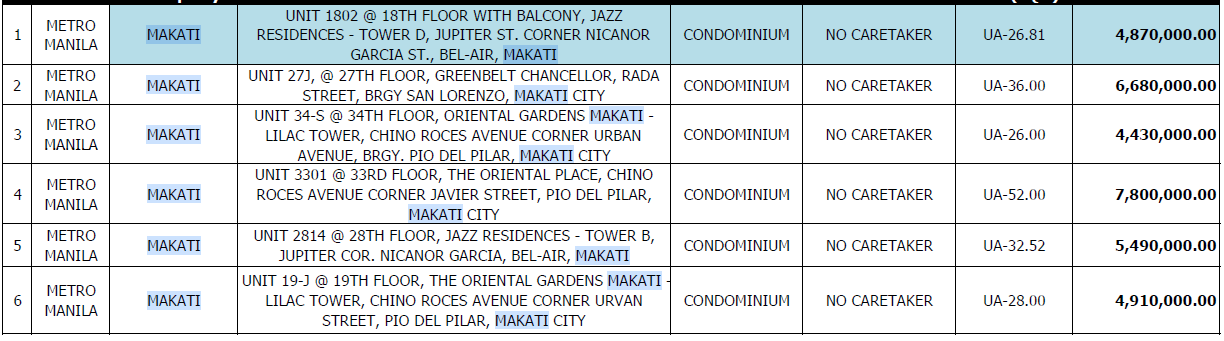 1 METRO MANILA MAKATI UNIT 1802 @ 18TH FLOOR WITH BALCONY, JAZZ RESIDENCES - TOWER D, JUPITER ST. CORNER NICANOR GARCIA ST., BEL-AIR, MAKATI CONDOMINIUM NO CARETAKER UA-26.81 4,870,000.00
2 METRO MANILA MAKATI UNIT 27J, @ 27TH FLOOR, GREENBELT CHANCELLOR, RADA STREET, BRGY SAN LORENZO, MAKATI CITY CONDOMINIUM NO CARETAKER UA-36.00 6,680,000.00
3 METRO MANILA MAKATI UNIT 34-S @ 34TH FLOOR, ORIENTAL GARDENS MAKATI - LILAC TOWER, CHINO ROCES AVENUE CORNER URBAN AVENUE, BRGY. PIO DEL PILAR, MAKATI CITY CONDOMINIUM NO CARETAKER UA-26.00 4,430,000.00
4 METRO MANILA MAKATI UNIT 3301 @ 33RD FLOOR, THE ORIENTAL PLACE, CHINO ROCES AVENUE CORNER JAVIER STREET, PIO DEL PILAR, MAKATI CITY CONDOMINIUM NO CARETAKER UA-52.00 7,800,000.00
5 METRO MANILA MAKATI UNIT 2814 @ 28TH FLOOR, JAZZ RESIDENCES - TOWER B, JUPITER COR. NICANOR GARCIA, BEL-AIR, MAKATI CONDOMINIUM NO CARETAKER UA-32.52 5,490,000.00
6 METRO MANILA MAKATI UNIT 19-J @ 19TH FLOOR, THE ORIENTAL GARDENS MAKATI - LILAC TOWER, CHINO ROCES AVENUE CORNER URVAN STREET, PIO DEL PILAR, MAKATI CITY CONDOMINIUM NO CARETAKER UA-28.00 4,910,000.00